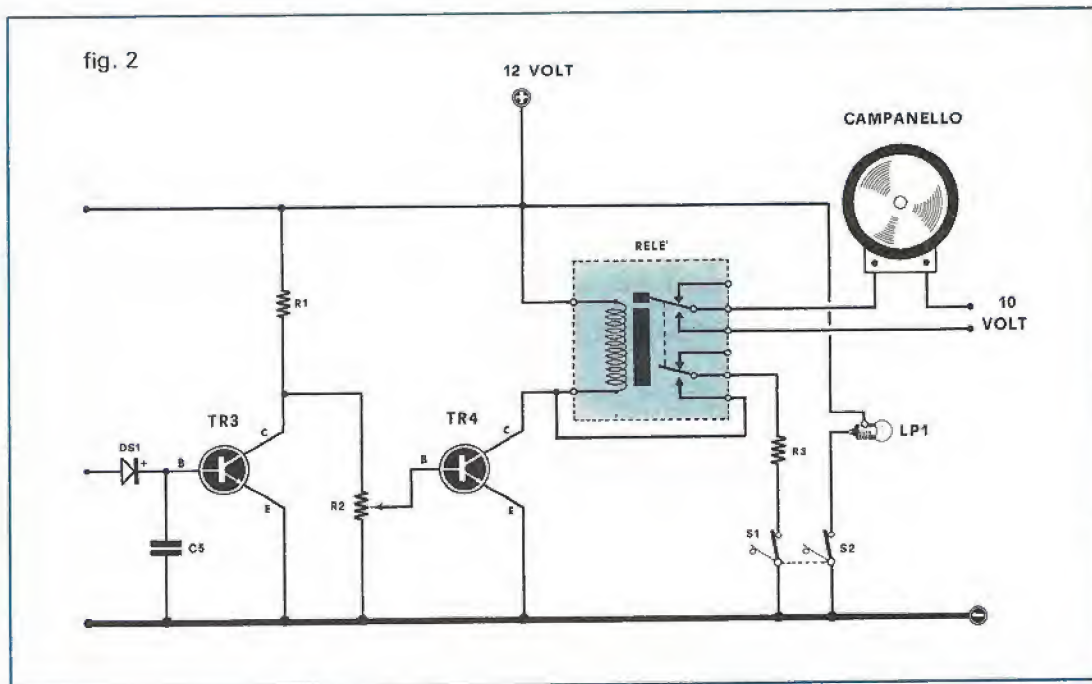 fig. 2
12 VOLT
CAMPANELLO
RELE'
10
VOLT
R1
TR3
C
DS1
+
B
E
C5
R2
TR4
C
B
E
R3
LP1
S1
S2